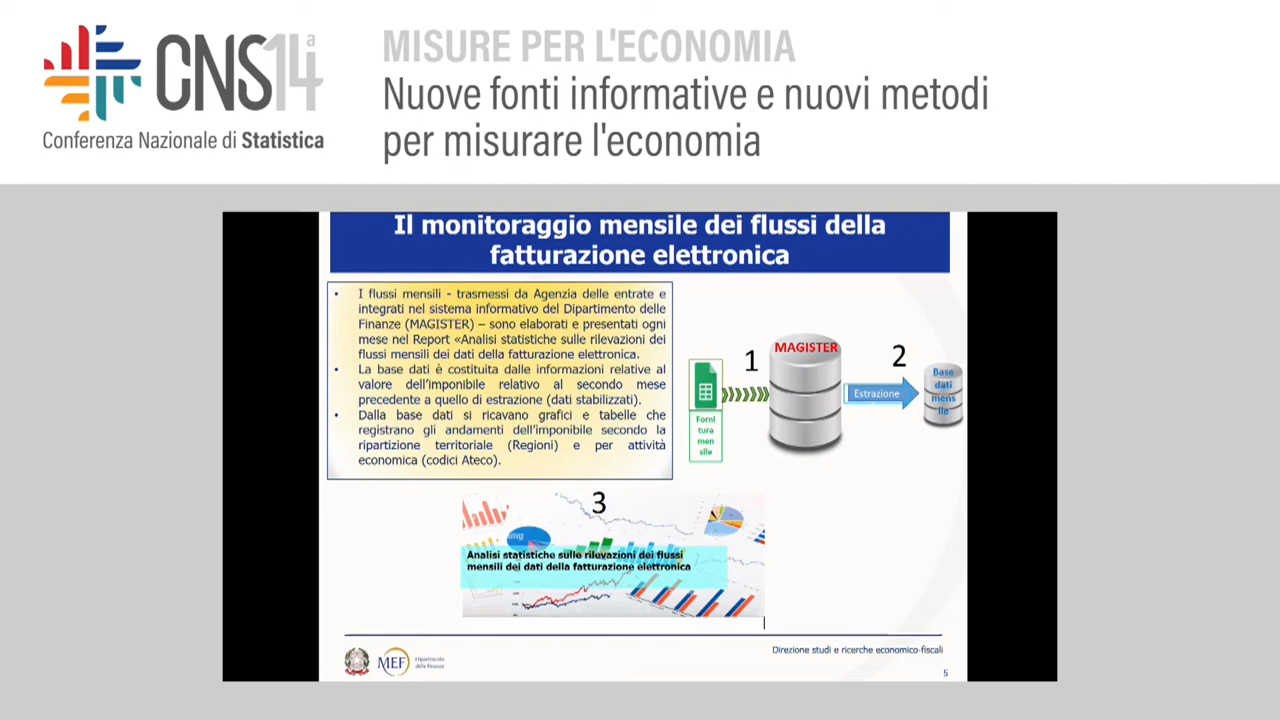 CNS14ª
Conferenza Nazionale di Statistica
MISURE PER L'ECONOMIA
Nuove fonti informative e nuovi metodi
per misurare l'economia
Il monitoraggio mensile dei flussi della
fatturazione elettronica
• I flussi mensili - trasmessi da Agenzia delle entrate e
integrati nel sistema informativo del Dipartimento delle
Finanze (MAGISTER) – sono elaborati e presentati ogni
mese nel Report «Analisi statistiche sulle rilevazioni dei
flussi mensili dei dati della fatturazione elettronica.
• La base dati è costituita dalle informazioni relative al
valore dell'imponibile relativo al secondo mese
precedente a quello di estrazione (dati stabilizzati).
• Dalla base dati si ricavano grafici e tabelle che
registrano gli andamenti dell'imponibile secondo la
ripartizione territoriale (Regioni) e per attività
economica (codici Ateco).
1
MAGISTER
2
Forni
tura
men
sile
Estrazione
Base
dati
mens
ile
3
Analisi statistiche sulle rilevazioni dei flussi
mensili dei dati della fatturazione elettronica
MEF
Dipartimento
delle Finanze
Direzione studi e ricerche economico-fiscali
5